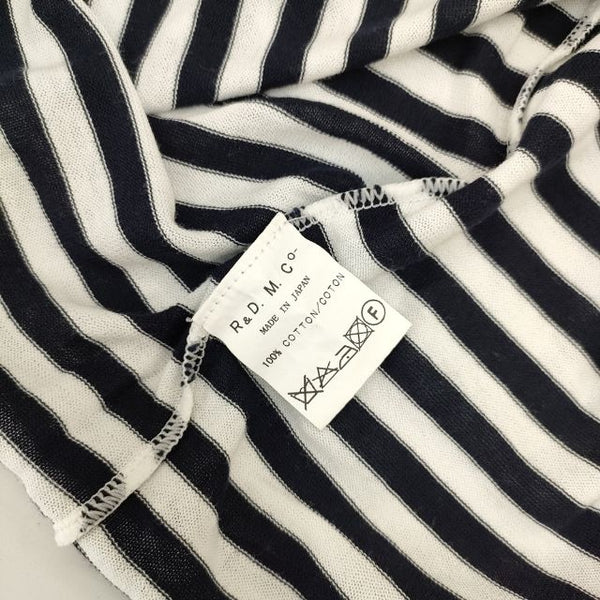 R&D. M. Co-
MADE IN JAPAN
100% COTTON/COTON
F